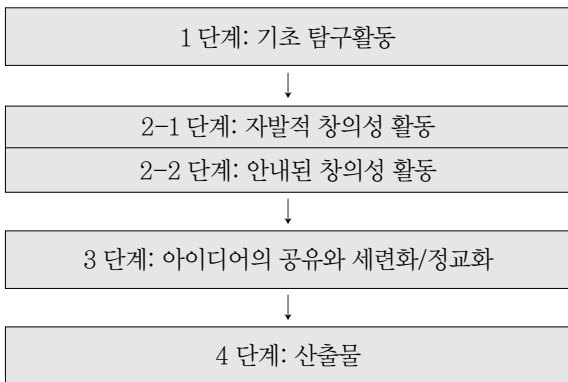 1 단계: 기초 탐구활동
2-1 단계: 자발적 창의성 활동
2-2 단계: 안내된 창의성 활동
3 단계: 아이디어의 공유와 세련화/정교화
4 단계: 산출물